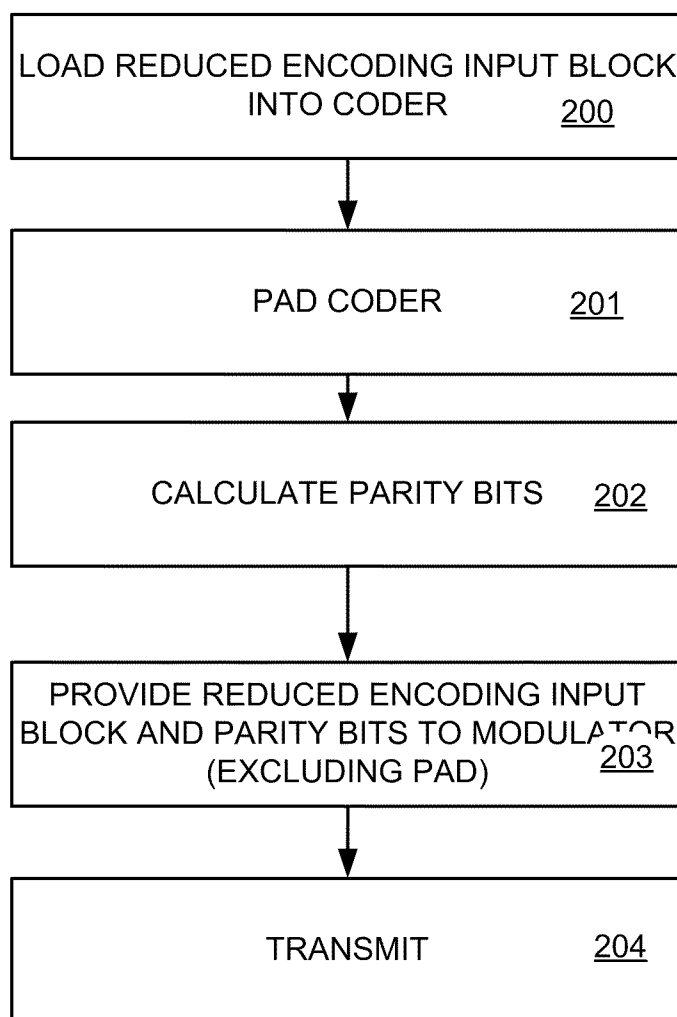 LOAD REDUCED ENCODING INPUT BLOCK
INTO CODER 200
PAD CODER 201
CALCULATE PARITY BITS 202
PROVIDE REDUCED ENCODING INPUT
BLOCK AND PARITY BITS TO MODULATOR
(EXCLUDING PAD) 203
TRANSMIT 204